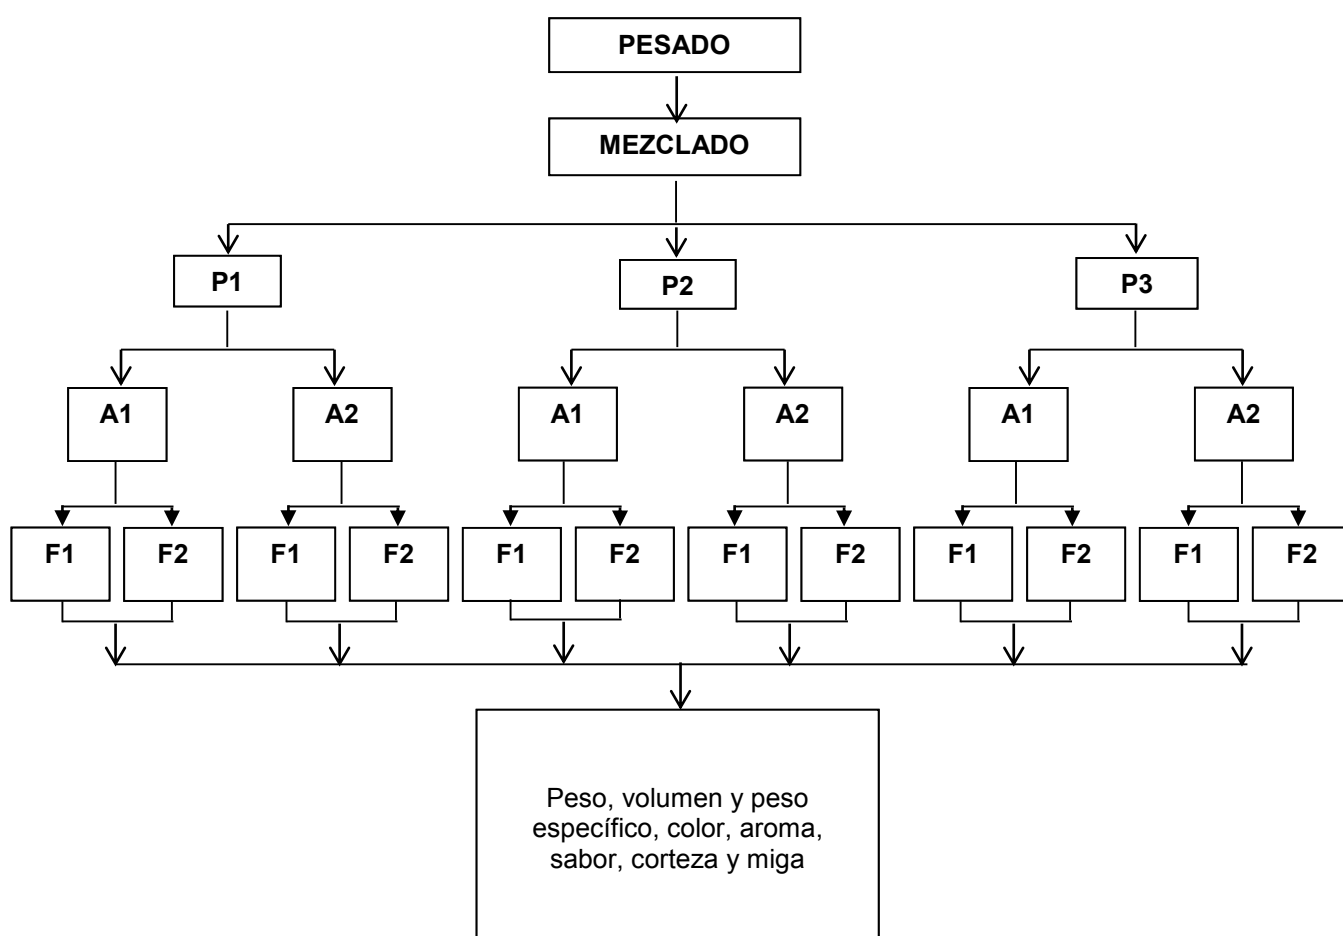 PESADO
MEZCLADO
P1
P2
P3
A1
A2
A1
A2
A1
A2
F1
F2
F1
F2
F1
F2
F1
F2
F1
F2
F1
F2
Peso, volumen y peso
específico, color, aroma,
sabor, corteza y miga